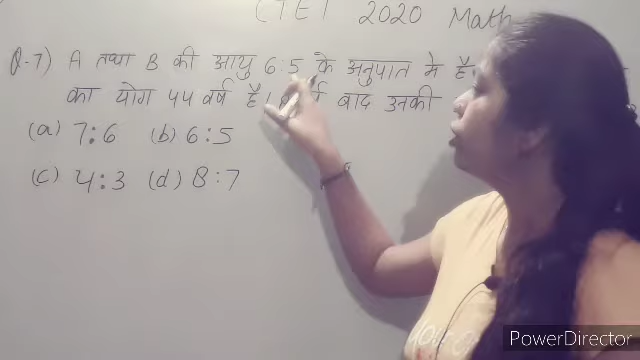 CTET 2020 Math
Q-7) A तथा B की आयु 6:5 के अनुपात मे है
का योग ५५ वर्ष है। बाद उनकी
(a) 7:6 (b) 6:5
(c) 4:3 (d) 8:7
PowerDirector